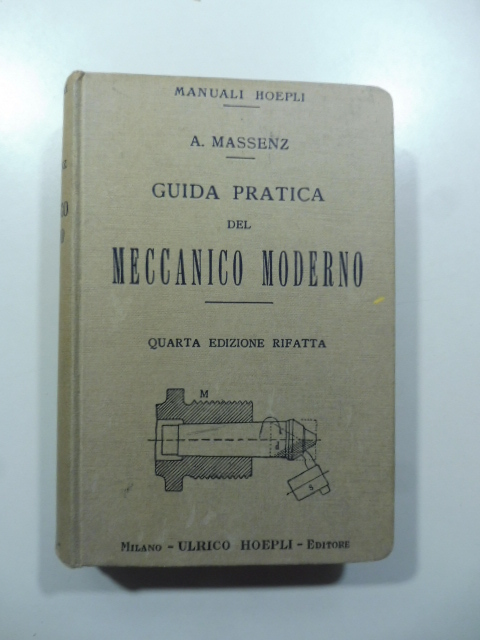 MANUALI HOEPLI
A. MASSENZ
GUIDA PRATICA
DEL
MECCANICO MODERNO
QUARTA EDIZIONE RIFATTA
M
d
S
MILANO - ULRICO HOEPLI - EDITORE